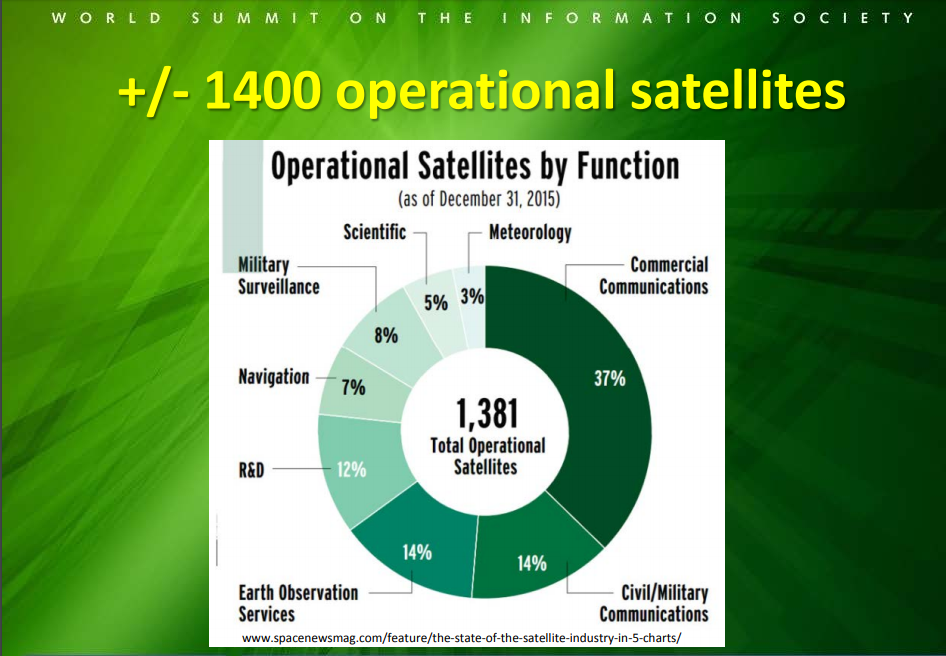 WORLD SUMMIT ON THE INFORMATION SOCIETY
+/- 1400 operational satellites
Operational Satellites by Function
(as of December 31, 2015)
Scientific
Meteorology
Military
Surveillance
Commercial
Communications
5%
3%
8%
37%
Navigation
7%
1,381
Total Operational
Satellites
R&D
12%
14%
14%
Earth Observation
Services
Civil/Military
Communications
www.spacenewsmag.com/feature/the-state-of-the-satellite-industry-in-5-charts/